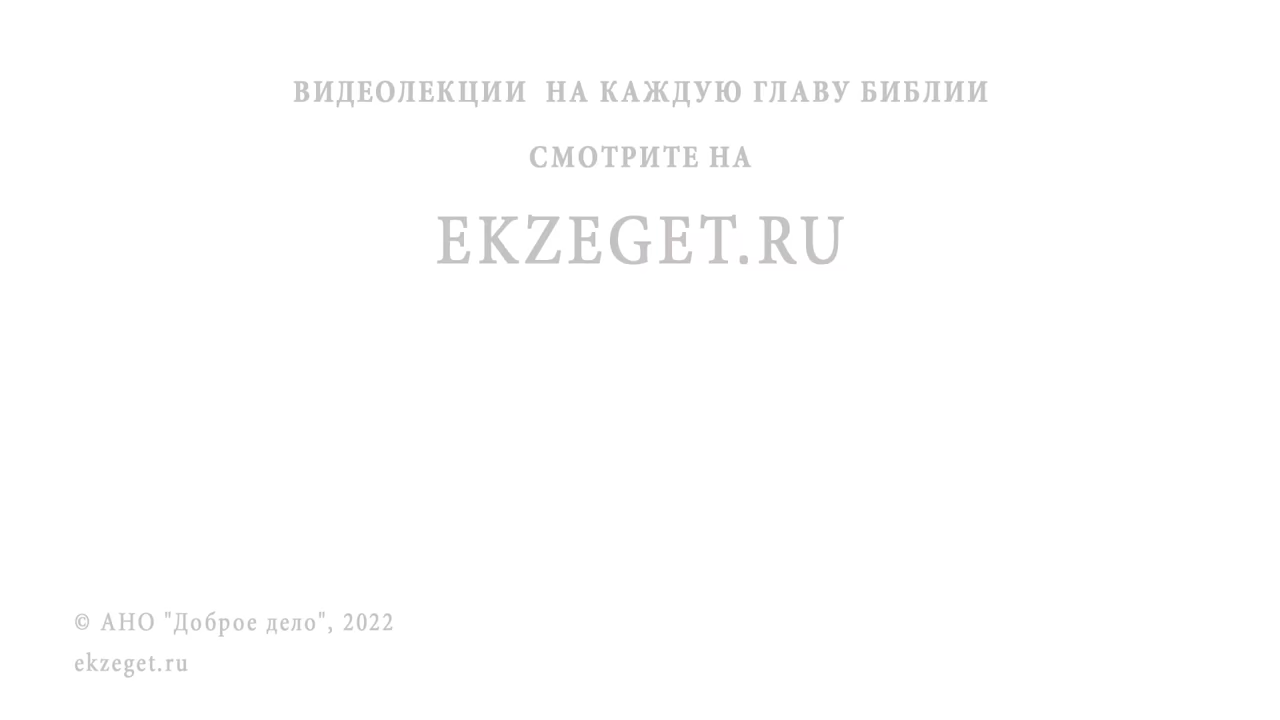 ВИДЕОЛЕКЦИИ  НА КАЖДУЮ ГЛАВУ БИБЛИИ
СМОТРИТЕ НА
EKZEGET.RU
© АНО "Доброе дело", 2022
ekzeget.ru